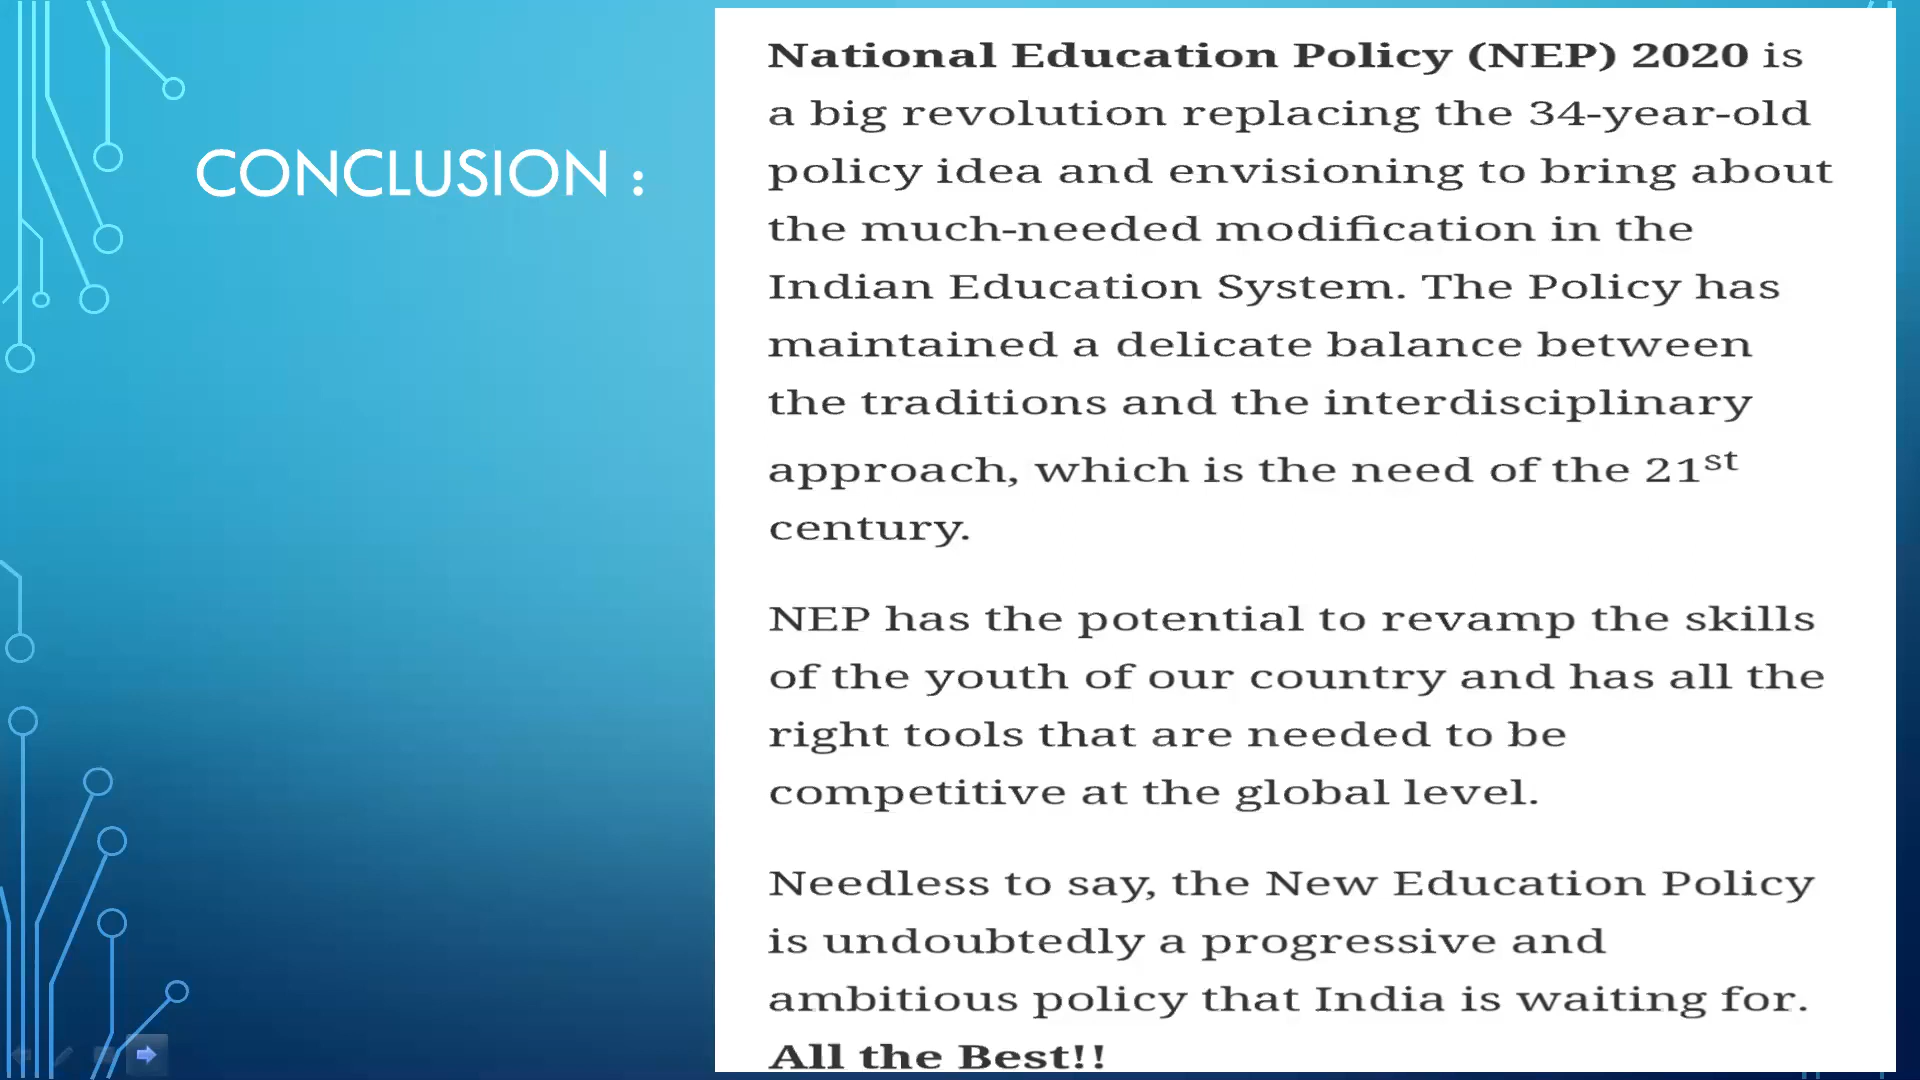 CONCLUSION :
National Education Policy (NEP) 2020 is
a big revolution replacing the 34-year-old
policy idea and envisioning to bring about
the much-needed modification in the
Indian Education System. The Policy has
maintained a delicate balance between
the traditions and the interdisciplinary
approach, which is the need of the 21st
century.
NEP has the potential to revamp the skills
of the youth of our country and has all the
right tools that are needed to be
competitive at the global level.
Needless to say, the New Education Policy
is undoubtedly a progressive and
ambitious policy that India is waiting for.
All the Best!!